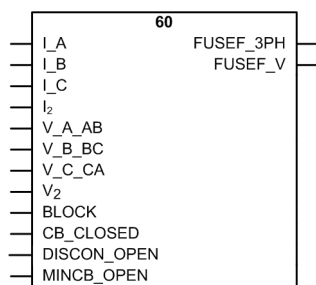 60
I_A
FUSEF_3PH
I_B
FUSEF_V
I_C
I₂
V_A_AB
V_B_BC
V_C_CA
V₂
BLOCK
CB_CLOSED
DISCON_OPEN
MINCB_OPEN